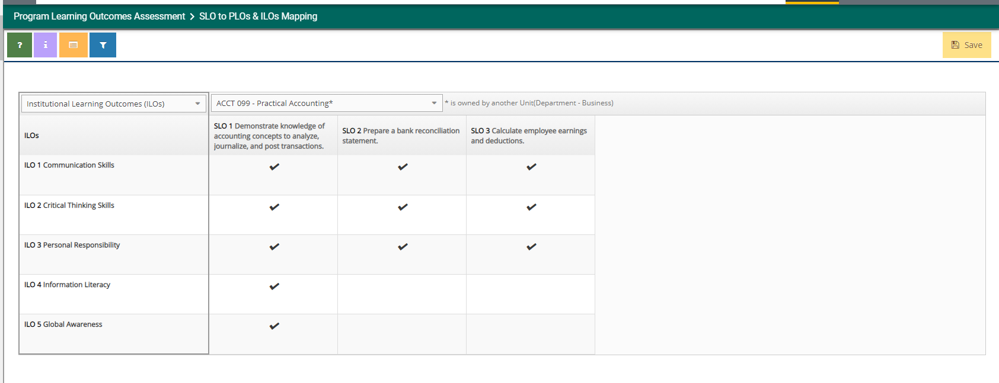 Program Learning Outcomes Assessment > SLO to PLOs & ILOs Mapping
? i Save
Institutional Learning Outcomes (ILOs) ACCT 099 - Practical Accounting* * is owned by another Unit(Department - Business)
ILOs
SLO 1 Demonstrate knowledge of
accounting concepts to analyze,
journalize, and post transactions.
SLO 2 Prepare a bank reconciliation
statement.
SLO 3 Calculate employee earnings
and deductions.
ILO 1 Communication Skills
ILO 2 Critical Thinking Skills
ILO 3 Personal Responsibility
ILO 4 Information Literacy
ILO 5 Global Awareness